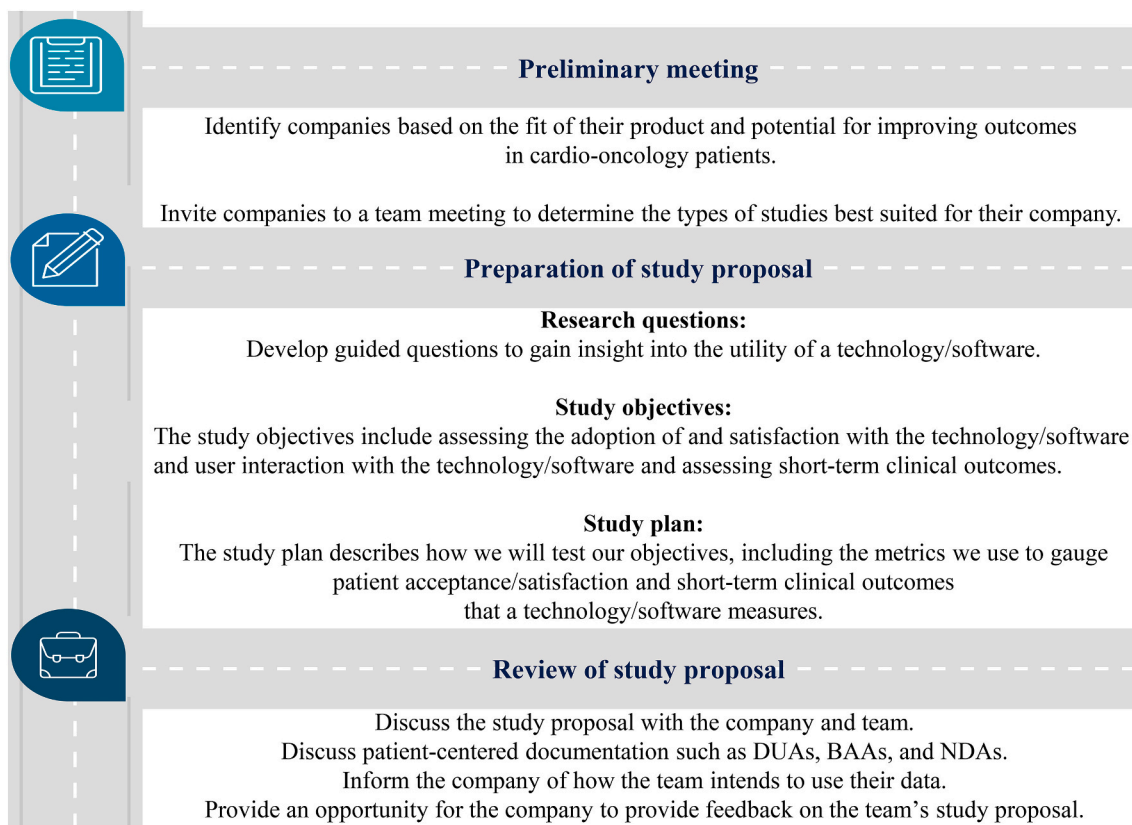 Preliminary meeting
Identify companies based on the fit of their product and potential for improving outcomes
in cardio-oncology patients.
Invite companies to a team meeting to determine the types of studies best suited for their company.
Preparation of study proposal
Research questions:
Develop guided questions to gain insight into the utility of a technology/software.
Study objectives:
The study objectives include assessing the adoption of and satisfaction with the technology/software
and user interaction with the technology/software and assessing short-term clinical outcomes.
Study plan:
The study plan describes how we will test our objectives, including the metrics we use to gauge
patient acceptance/satisfaction and short-term clinical outcomes
that a technology/software measures.
Review of study proposal
Discuss the study proposal with the company and team.
Discuss patient-centered documentation such as DUAs, BAAs, and NDAs.
Inform the company of how the team intends to use their data.
Provide an opportunity for the company to provide feedback on the team’s study proposal.